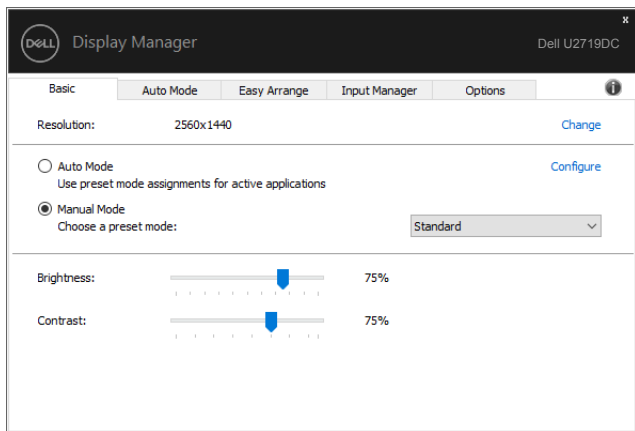 x
DELL Display Manager Dell U2719DC
Basic Auto Mode Easy Arrange Input Manager Options i
Resolution: 2560x1440 Change
Auto Mode Configure
Use preset mode assignments for active applications
Manual Mode
Choose a preset mode: Standard
Brightness: 75%
Contrast: 75%